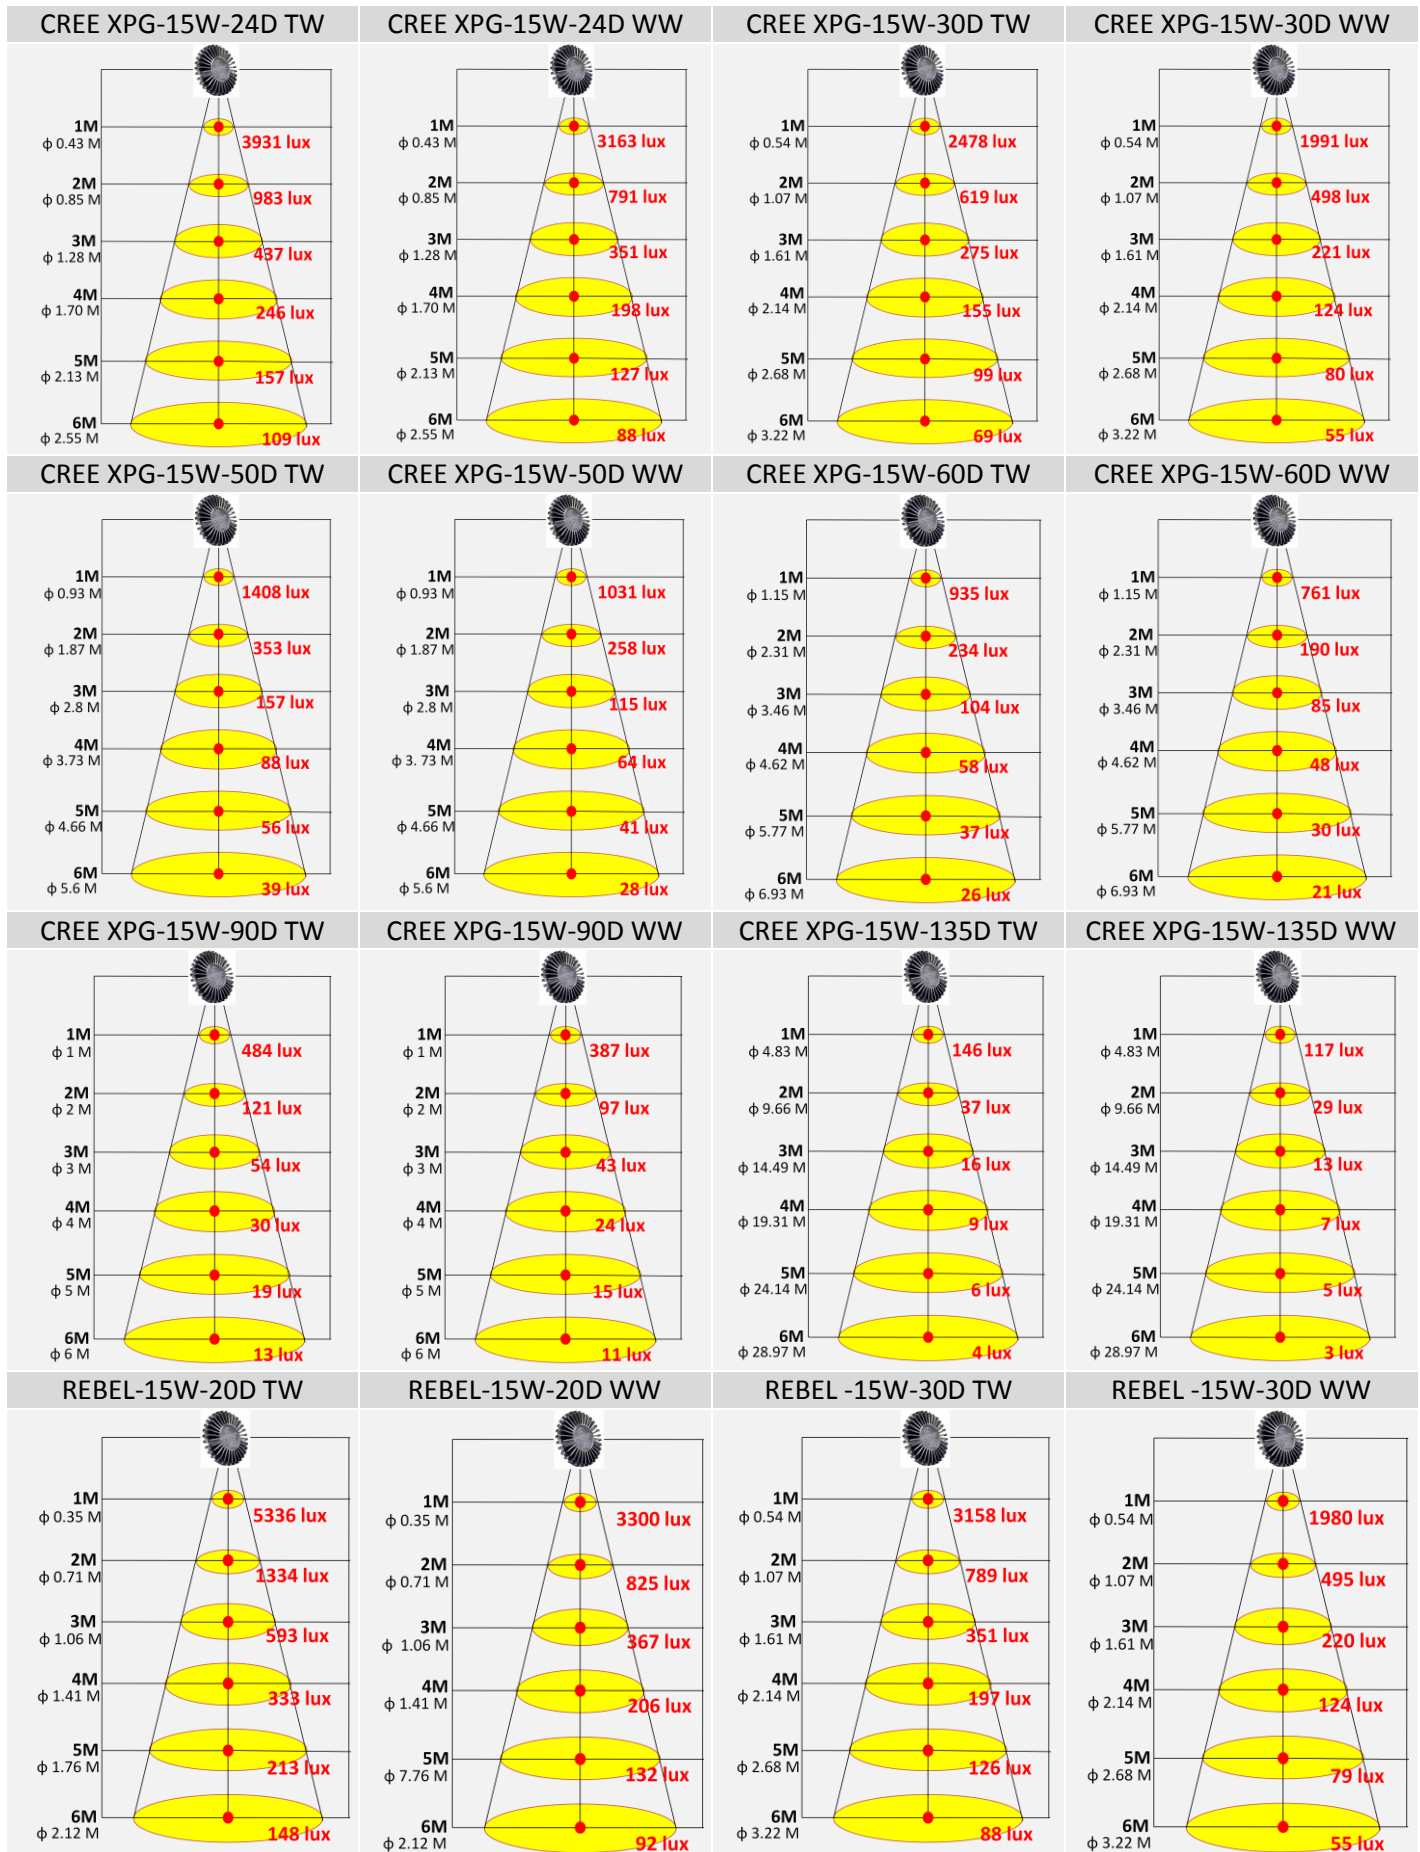 CREE XPG-15W-24D TW
1M
φ 0.43 M
3931 lux
2M
φ 0.85 M
983 lux
3M
φ 1.28 M
437 lux
4M
φ 1.70 M
246 lux
5M
φ 2.13 M
157 lux
6M
φ 2.55 M
109 lux
CREE XPG-15W-24D WW
1M
φ 0.43 M
3163 lux
2M
φ 0.85 M
791 lux
3M
φ 1.28 M
351 lux
4M
φ 1.70 M
198 lux
5M
φ 2.13 M
127 lux
6M
φ 2.55 M
88 lux
CREE XPG-15W-30D TW
1M
φ 0.54 M
2478 lux
2M
φ 1.07 M
619 lux
3M
φ 1.61 M
275 lux
4M
φ 2.14 M
155 lux
5M
φ 2.68 M
99 lux
6M
φ 3.22 M
69 lux
CREE XPG-15W-30D WW
1M
φ 0.54 M
1991 lux
2M
φ 1.07 M
498 lux
3M
φ 1.61 M
221 lux
4M
φ 2.14 M
124 lux
5M
φ 2.68 M
80 lux
6M
φ 3.22 M
55 lux
CREE XPG-15W-50D TW
1M
φ 0.93 M
1408 lux
2M
φ 1.87 M
353 lux
3M
φ 2.8 M
157 lux
4M
φ 3.73 M
88 lux
5M
φ 4.66 M
56 lux
6M
φ 5.6 M
39 lux
CREE XPG-15W-50D WW
1M
φ 0.93 M
1031 lux
2M
φ 1.87 M
258 lux
3M
φ 2.8 M
115 lux
4M
φ 3. 73 M
64 lux
5M
φ 4.66 M
41 lux
6M
φ 5.6 M
28 lux
CREE XPG-15W-60D TW
1M
φ 1.15 M
935 lux
2M
φ 2.31 M
234 lux
3M
φ 3.46 M
104 lux
4M
φ 4.62 M
58 lux
5M
φ 5.77 M
37 lux
6M
φ 6.93 M
26 lux
CREE XPG-15W-60D WW
1M
φ 1.15 M
761 lux
2M
φ 2.31 M
190 lux
3M
φ 3.46 M
85 lux
4M
φ 4.62 M
48 lux
5M
φ 5.77 M
30 lux
6M
φ 6.93 M
21 lux
CREE XPG-15W-90D TW
1M
φ 1 M
484 lux
2M
φ 2 M
121 lux
3M
φ 3 M
54 lux
4M
φ 4 M
30 lux
5M
φ 5 M
19 lux
6M
φ 6 M
13 lux
CREE XPG-15W-90D WW
1M
φ 1 M
387 lux
2M
φ 2 M
97 lux
3M
φ 3 M
43 lux
4M
φ 4 M
24 lux
5M
φ 5 M
15 lux
6M
φ 6 M
11 lux
CREE XPG-15W-135D TW
1M
φ 4.83 M
146 lux
2M
φ 9.66 M
37 lux
3M
φ 14.49 M
16 lux
4M
φ 19.31 M
9 lux
5M
φ 24.14 M
6 lux
6M
φ 28.97 M
4 lux
CREE XPG-15W-135D WW
1M
φ 4.83 M
117 lux
2M
φ 9.66 M
29 lux
3M
φ 14.49 M
13 lux
4M
φ 19.31 M
7 lux
5M
φ 24.14 M
5 lux
6M
φ 28.97 M
3 lux
REBEL-15W-20D TW
1M
φ 0.35 M
5336 lux
2M
φ 0.71 M
1334 lux
3M
φ 1.06 M
593 lux
4M
φ 1.41 M
333 lux
5M
φ 1.76 M
213 lux
6M
φ 2.12 M
148 lux
REBEL-15W-20D WW
1M
φ 0.35 M
3300 lux
2M
φ 0.71 M
825 lux
3M
φ 1.06 M
367 lux
4M
φ 1.41 M
206 lux
5M
φ 7.76 M
132 lux
6M
φ 2.12 M
92 lux
REBEL -15W-30D TW
1M
φ 0.54 M
3158 lux
2M
φ 1.07 M
789 lux
3M
φ 1.61 M
351 lux
4M
φ 2.14 M
197 lux
5M
φ 2.68 M
126 lux
6M
φ 3.22 M
88 lux
REBEL -15W-30D WW
1M
φ 0.54 M
1980 lux
2M
φ 1.07 M
495 lux
3M
φ 1.61 M
220 lux
4M
φ 2.14 M
124 lux
5M
φ 2.68 M
79 lux
6M
φ 3.22 M
55 lux